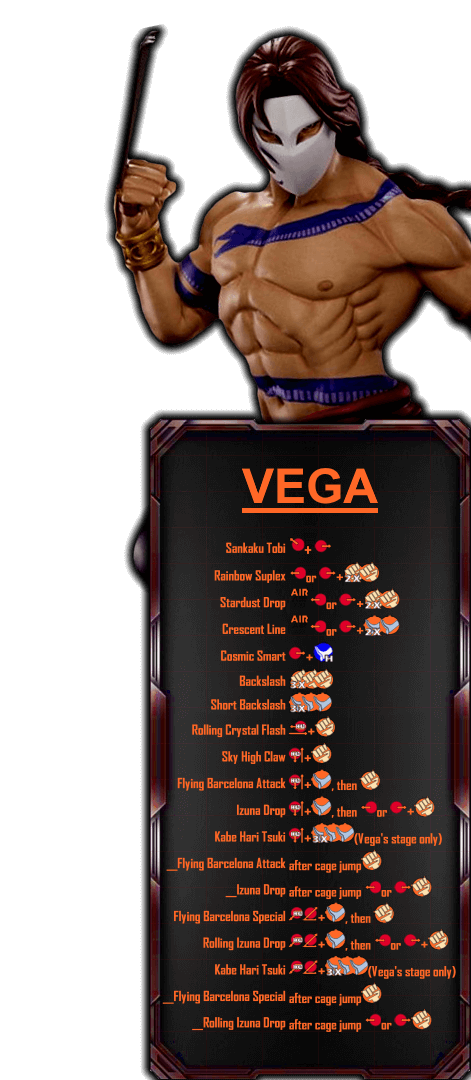 VEGA
Sankaku Tobi +
Rainbow Suplex or + 2X
Stardust Drop AIR or + 2X
Crescent Line AIR or + 2X
Cosmic Smart + FH
Backslash 3X
Short Backslash 3X
Rolling Crystal Flash +
Sky High Claw +
Flying Barcelona Attack + , then
Izuna Drop + , then or +
Kabe Hari Tsuki + 3X (Vega's stage only)
__Flying Barcelona Attack after cage jump
__Izuna Drop after cage jump or
Flying Barcelona Special + , then
Rolling Izuna Drop + , then or +
Kabe Hari Tsuki + 3X (Vega's stage only)
__Flying Barcelona Special after cage jump
__Rolling Izuna Drop after cage jump or